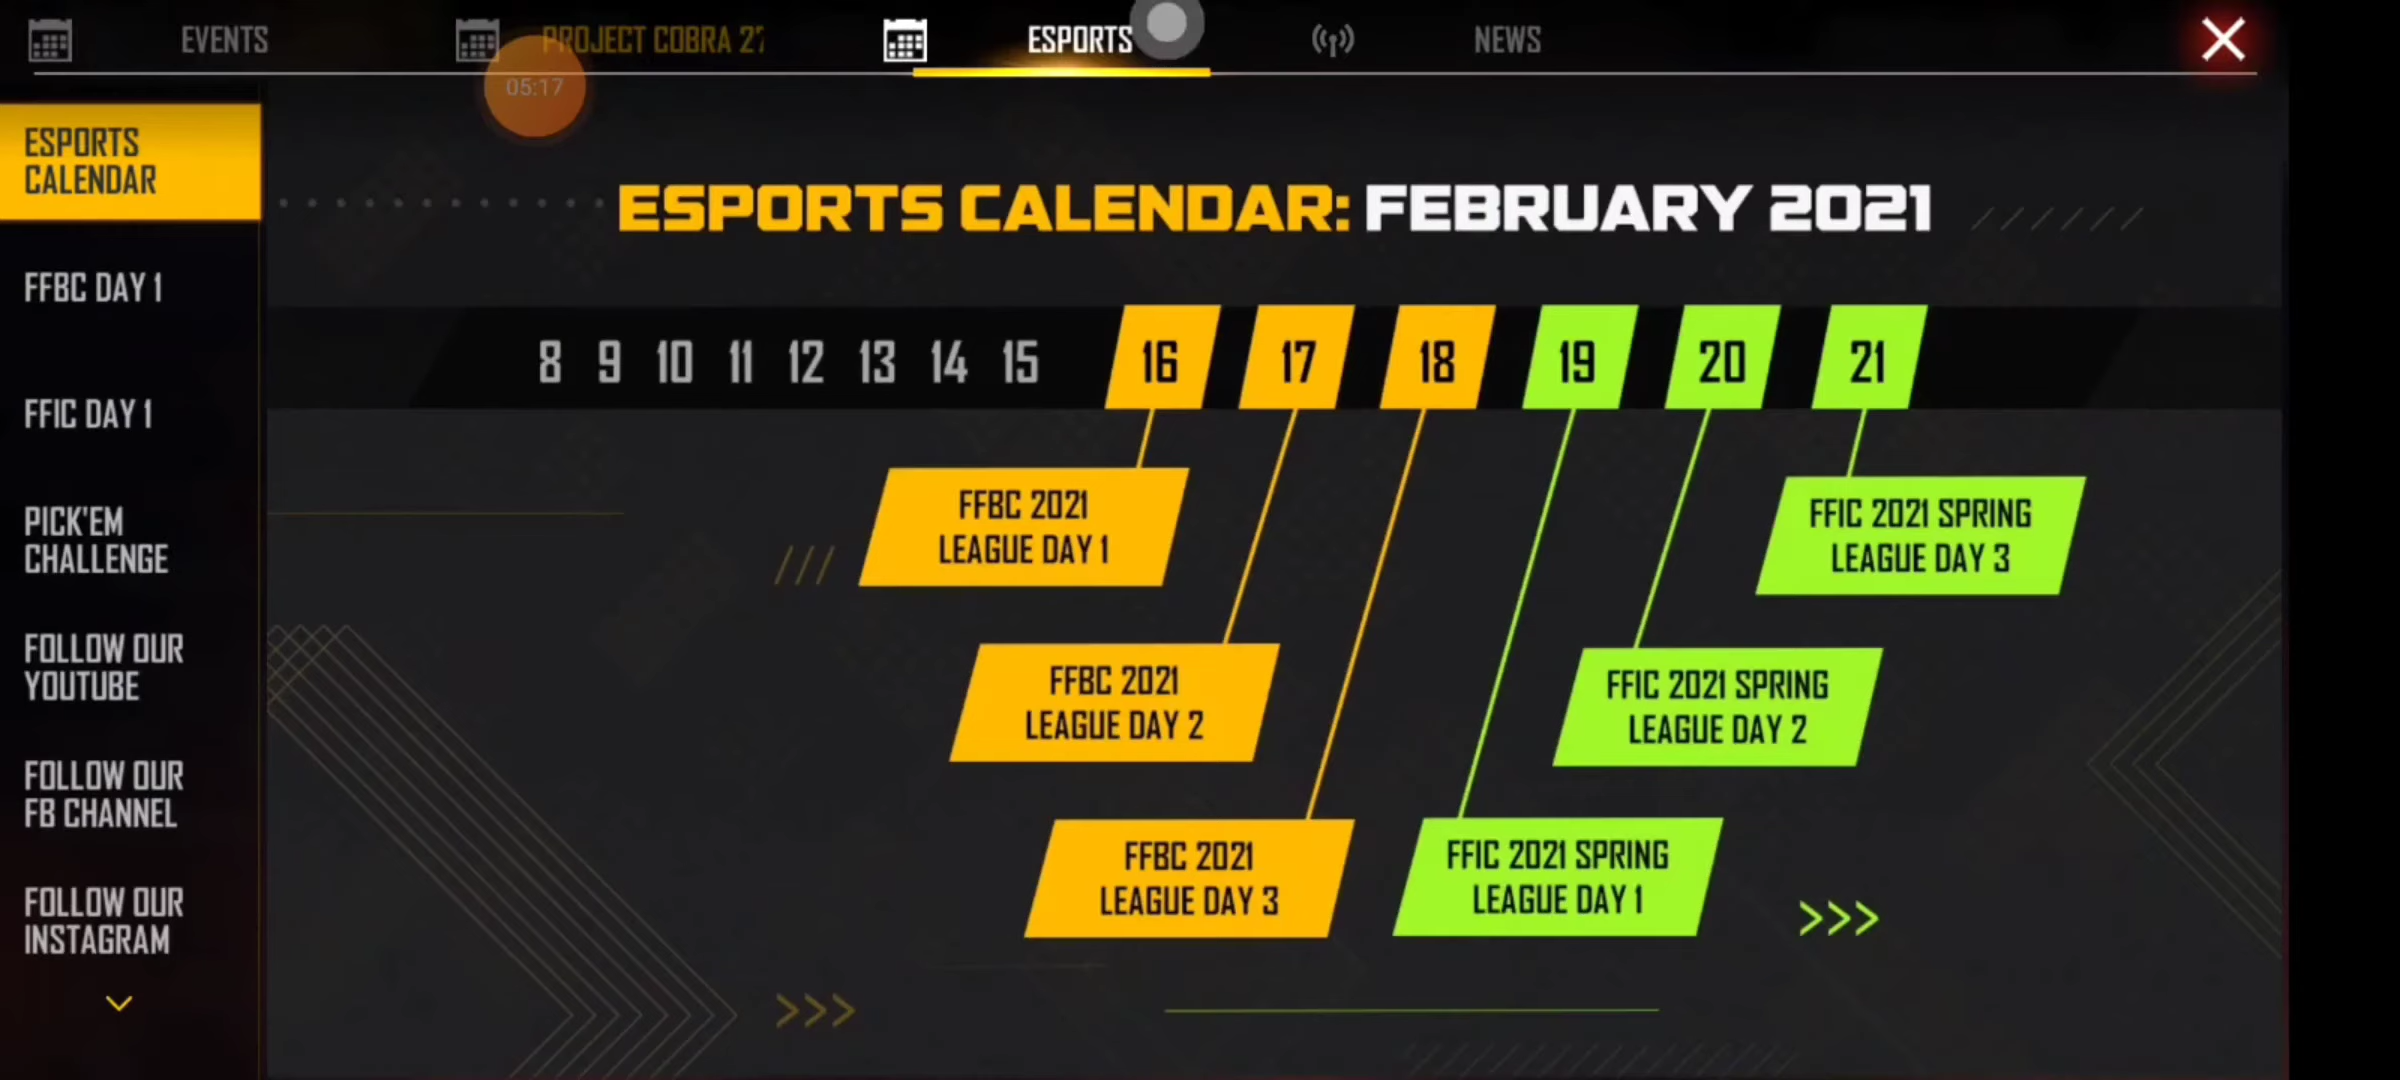 EVENTS
PROJECT COBRA 27
ESPORTS
NEWS
05:17
ESPORTS
CALENDAR
FFBC DAY 1
FFIC DAY 1
PICK'EM
CHALLENGE
FOLLOW OUR
YOUTUBE
FOLLOW OUR
FB CHANNEL
FOLLOW OUR
INSTAGRAM
ESPORTS CALENDAR: FEBRUARY 2021
8 9 10 11 12 13 14 15 16 17 18 19 20 21
FFBC 2021
LEAGUE DAY 1
FFIC 2021 SPRING
LEAGUE DAY 3
FFBC 2021
LEAGUE DAY 2
FFIC 2021 SPRING
LEAGUE DAY 2
FFBC 2021
LEAGUE DAY 3
FFIC 2021 SPRING
LEAGUE DAY 1